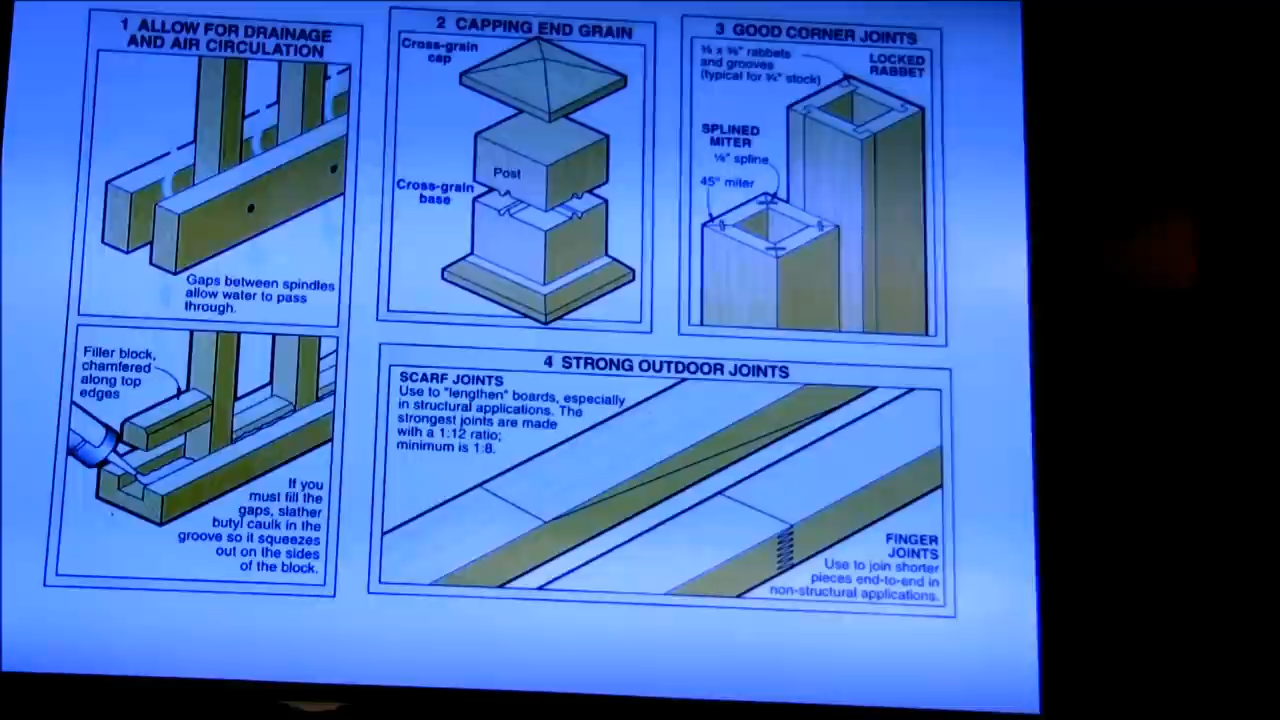 1 ALLOW FOR DRAINAGE
AND AIR CIRCULATION
Gaps between spindles
allow water to pass
through.
Filler block,
chamfered
along top
edges
If you
must fill the
gaps, slather
butyl caulk in the
groove so it squeezes
out on the sides
of the block.
2 CAPPING END GRAIN
Cross-grain
cap
Post
Cross-grain
base
3 GOOD CORNER JOINTS
rabbets
and grooves
(typical for ¾" stock)
LOCKED
RABBET
SPLINED
MITER
spline
45° miter
4 STRONG OUTDOOR JOINTS
SCARF JOINTS
Use to "lengthen" boards, especially
in structural applications. The
strongest joints are made
with a 1:12 ratio;
minimum is 1:8.
FINGER
JOINTS
Use to join shorter
pieces end-to-end in
non-structural applications.